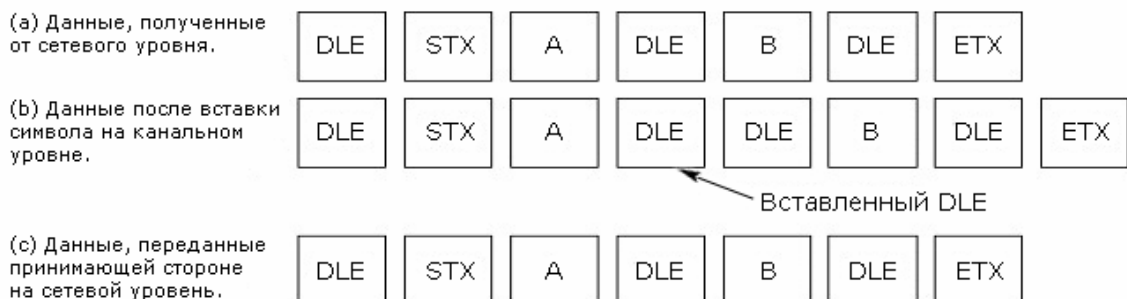 (a) Данные, полученные
от сетевого уровня.
DLE STX A DLE B DLE ETX
(b) Данные после вставки
символа на канальном
уровне.
DLE STX A DLE DLE B DLE ETX
Вставленный DLE
(c) Данные, переданные
принимающей стороне
на сетевой уровень.
DLE STX A DLE B DLE ETX